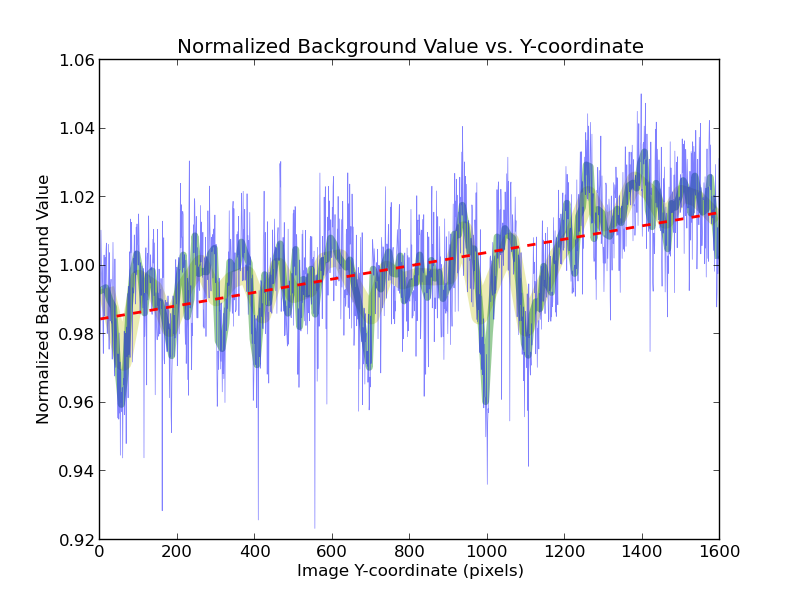 Normalized Background Value vs. Y-coordinate
1.06
1.04
1.02
1.00
0.98
0.96
0.94
0.92
Normalized Background Value
0 200 400 600 800 1000 1200 1400 1600
Image Y-coordinate (pixels)